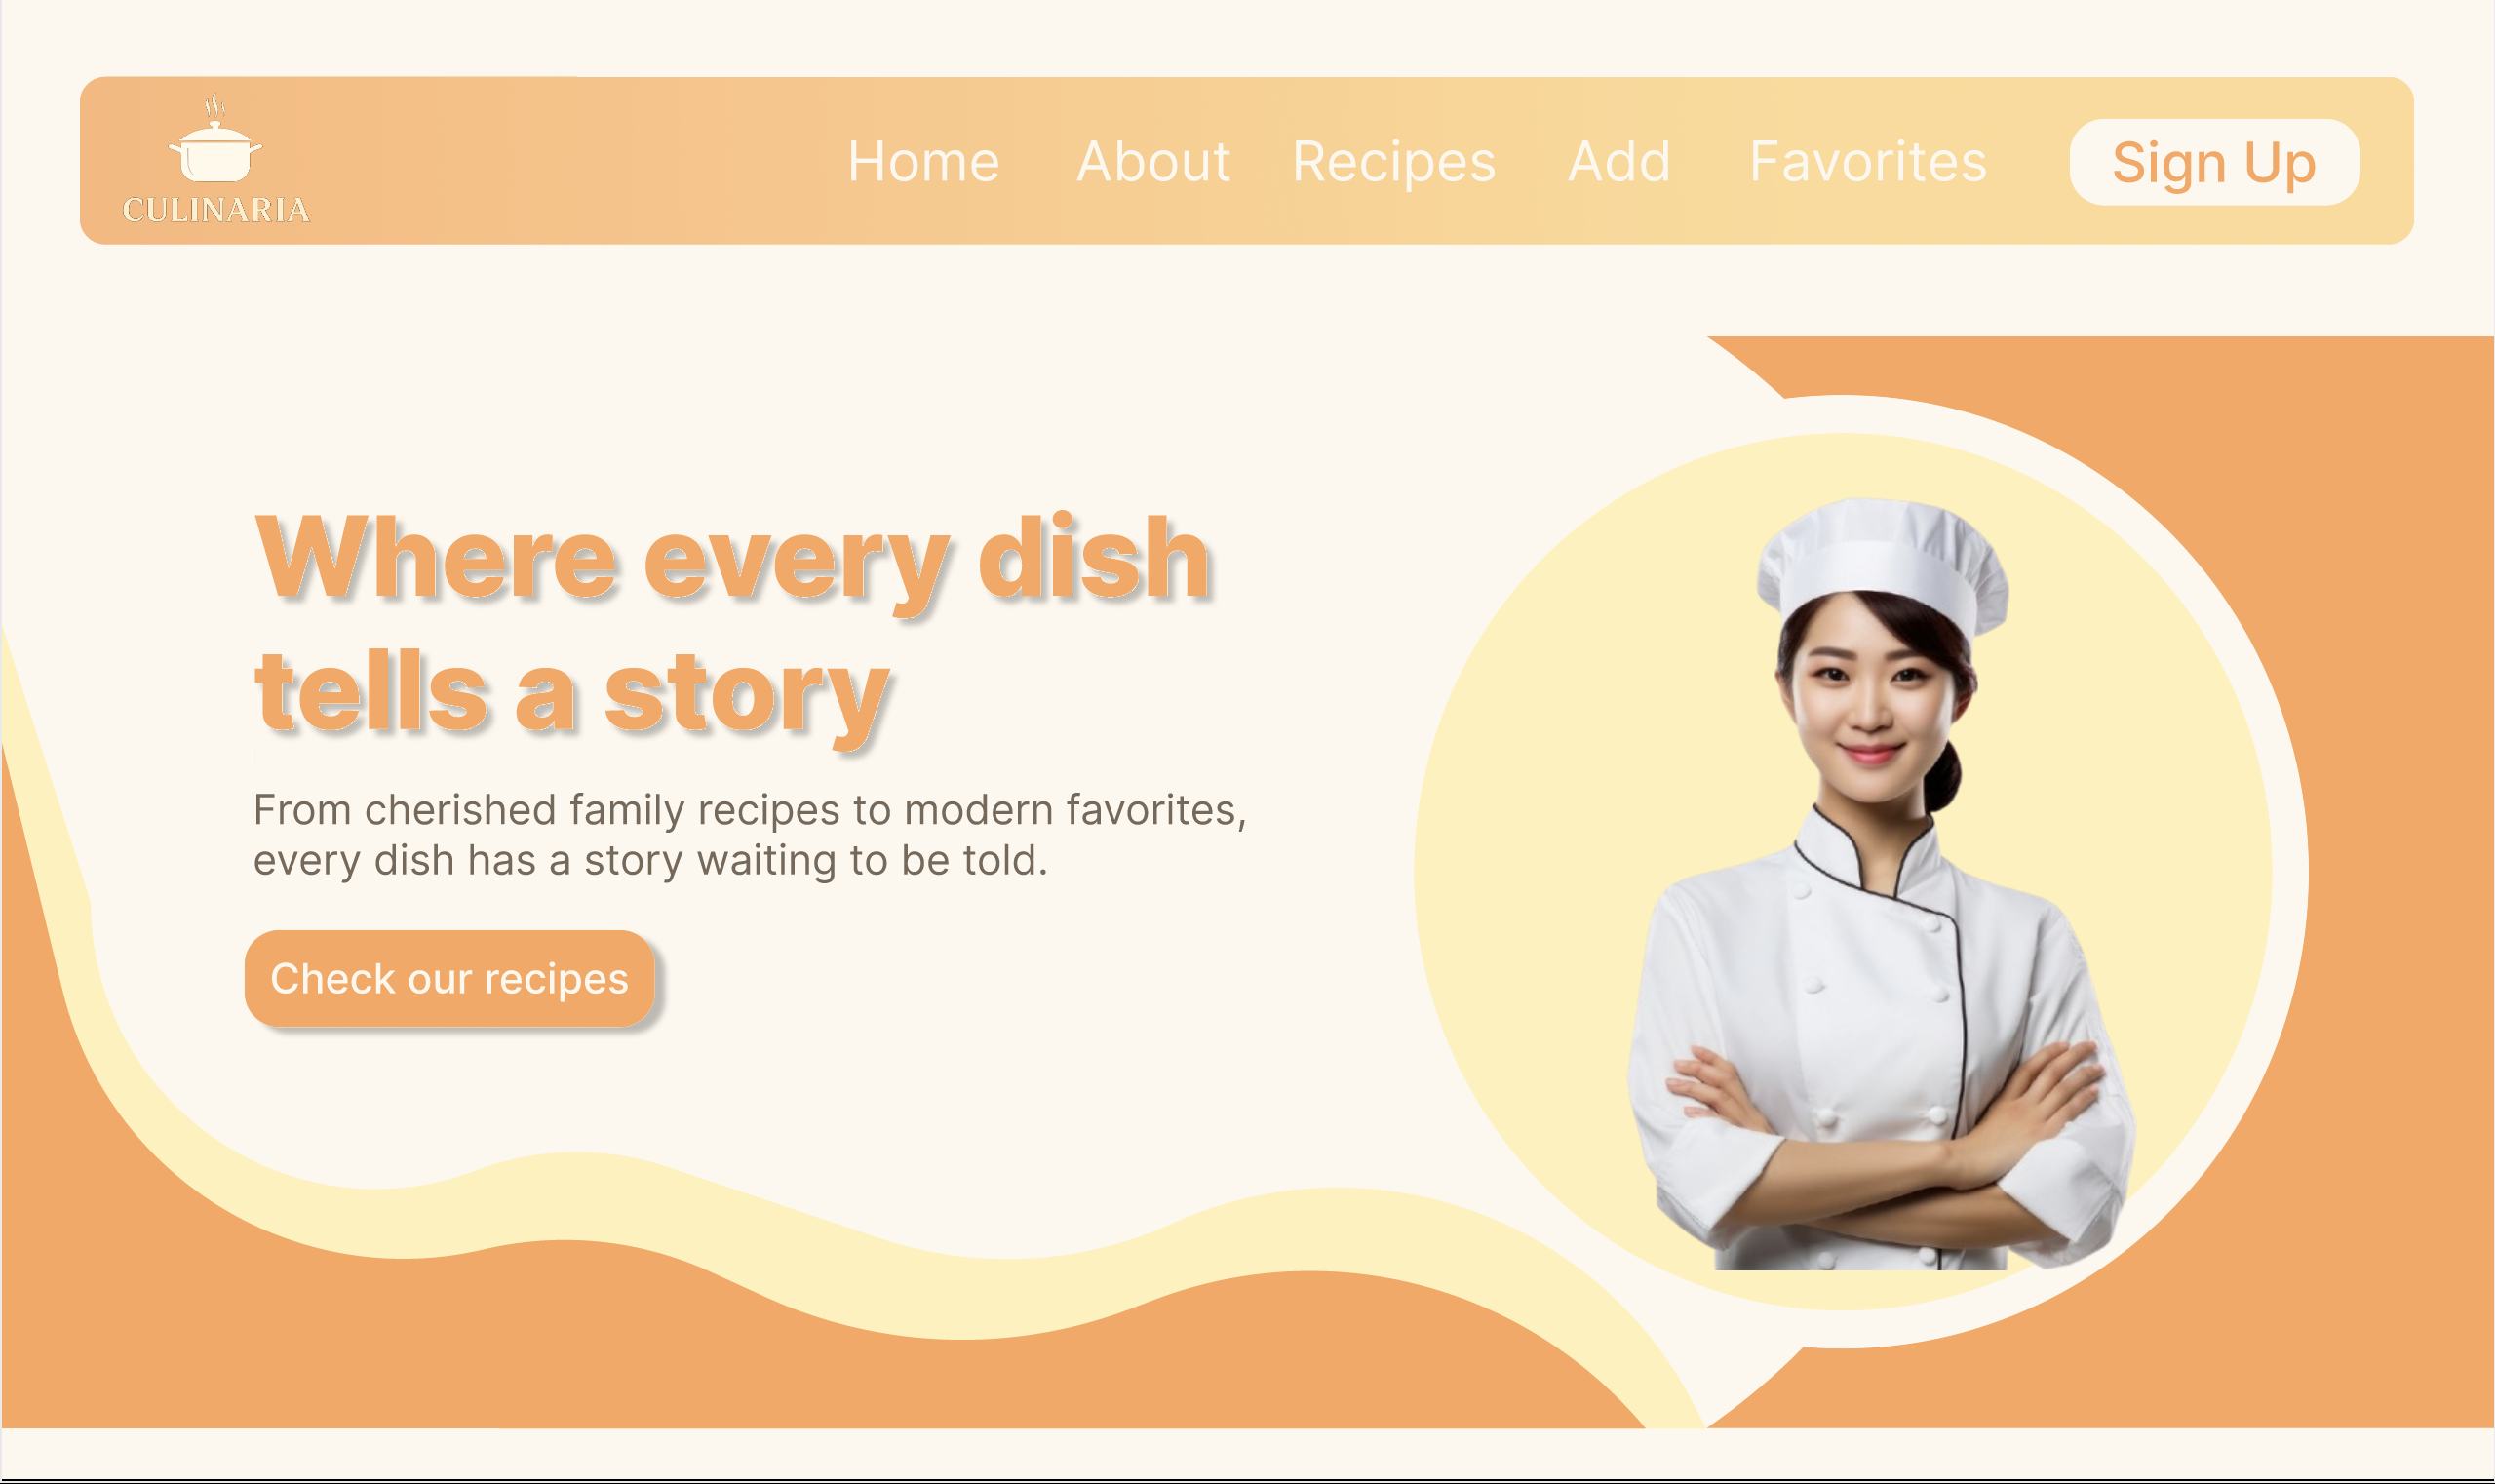 CULINARIA
Home About Recipes Add Favorites Sign Up
Where every dish
tells a story
From cherished family recipes to modern favorites,
every dish has a story waiting to be told.
Check our recipes